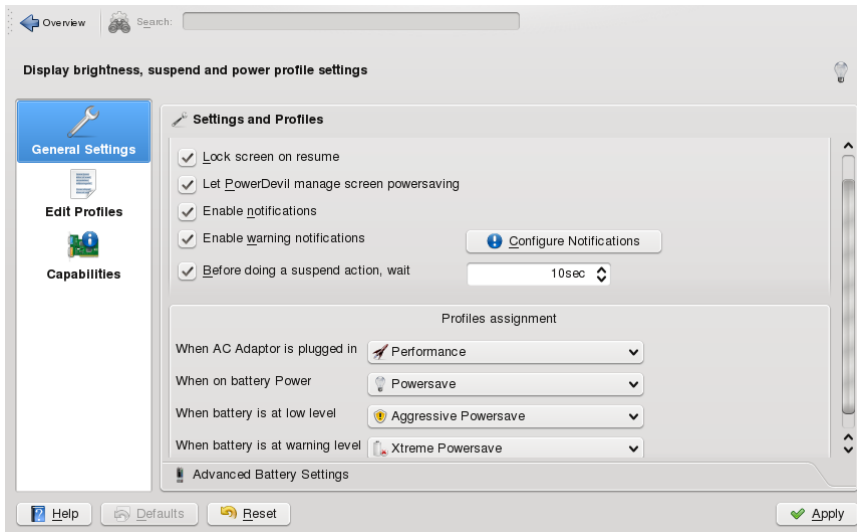 Overview
Search:
Display brightness, suspend and power profile settings
General Settings
Edit Profiles
Capabilities
Settings and Profiles
Lock screen on resume
Let PowerDevil manage screen powersaving
Enable notifications
Enable warning notifications
Configure Notifications
Before doing a suspend action, wait
10sec
Profiles assignment
When AC Adaptor is plugged in
Performance
When on battery Power
Powersave
When battery is at low level
Aggressive Powersave
When battery is at warning level
Xtreme Powersave
Advanced Battery Settings
Help
Defaults
Reset
Apply